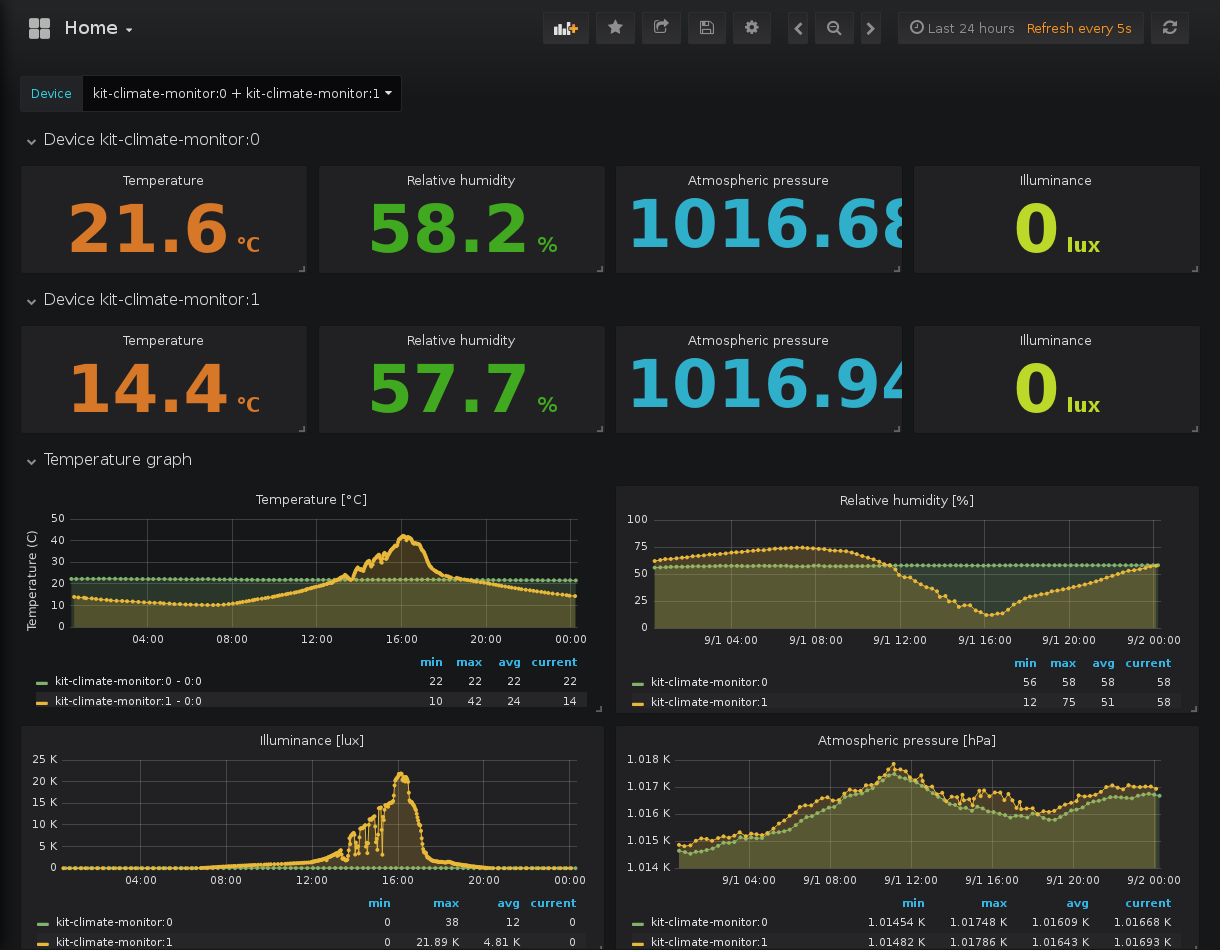 Home
Last 24 hours Refresh every 5s
Device kit-climate-monitor:0 + kit-climate-monitor:1
Device kit-climate-monitor:0
Temperature Relative humidity Atmospheric pressure Illuminance
21.6 °C 58.2 % 1016.68 0 lux
Device kit-climate-monitor:1
Temperature Relative humidity Atmospheric pressure Illuminance
14.4 °C 57.7 % 1016.94 0 lux
Temperature graph
Temperature [°C]
Temperature (C)
50
40
30
20
10
0
04:00 08:00 12:00 16:00 20:00 00:00
min max avg current
kit-climate-monitor:0 - 0:0 22 22 22 22
kit-climate-monitor:1 - 0:0 10 42 24 14
Relative humidity [%]
100
75
50
25
0
9/1 04:00 9/1 08:00 9/1 12:00 9/1 16:00 9/1 20:00 9/2 00:00
min max avg current
kit-climate-monitor:0 56 58 58 58
kit-climate-monitor:1 12 75 51 58
Illuminance [lux]
25 K
20 K
15 K
10 K
5 K
0
04:00 08:00 12:00 16:00 20:00 00:00
min max avg current
kit-climate-monitor:0 0 38 12 0
kit-climate-monitor:1 0 21.89 K 4.81 K 0
Atmospheric pressure [hPa]
1.018 K
1.017 K
1.016 K
1.015 K
1.014 K
9/1 04:00 9/1 08:00 9/1 12:00 9/1 16:00 9/1 20:00 9/2 00:00
min max avg current
kit-climate-monitor:0 1.01454 K 1.01748 K 1.01609 K 1.01668 K
kit-climate-monitor:1 1.01482 K 1.01786 K 1.01643 K 1.01693 K